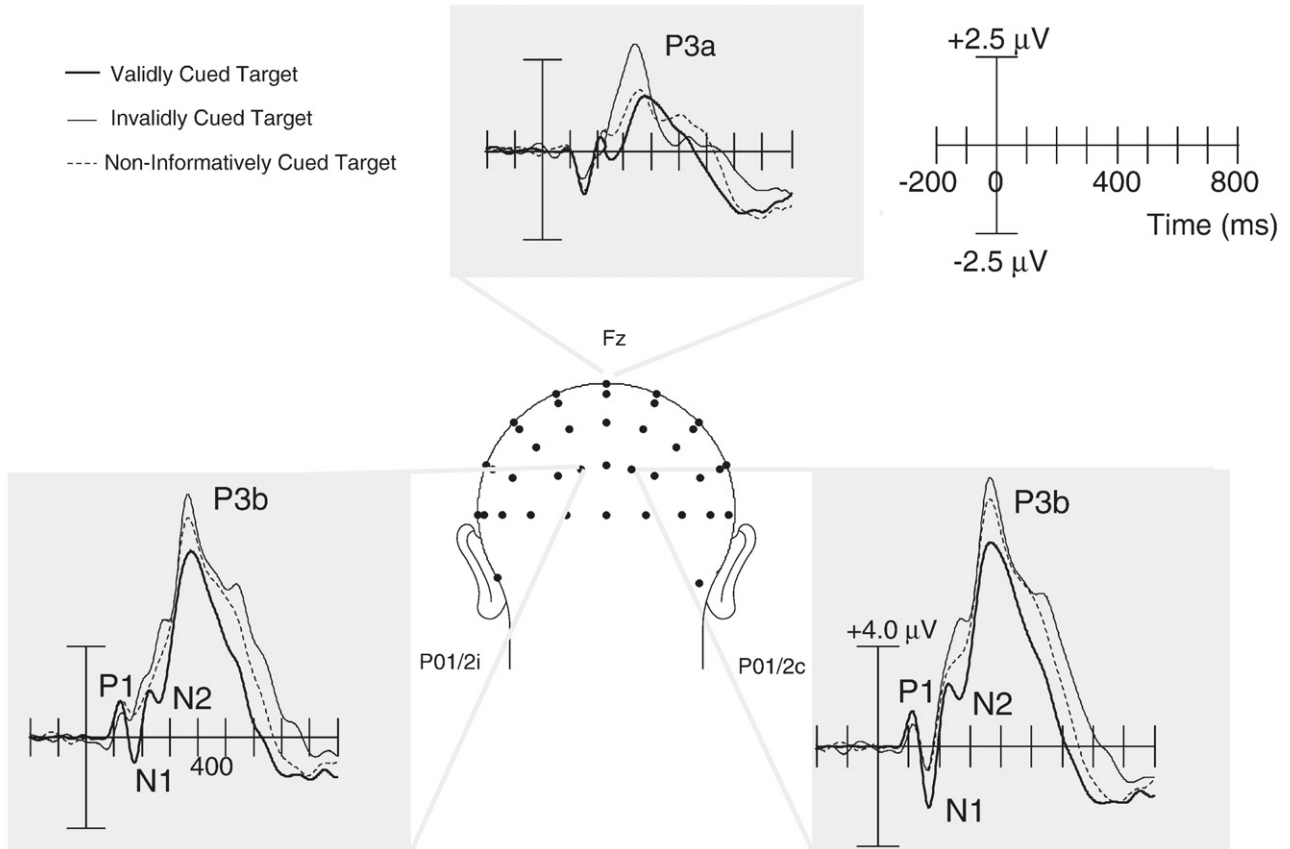 Validly Cued Target
Invalidly Cued Target
Non-Informatively Cued Target
P3a
+2.5 µV
-200 0 400 800
Time (ms)
-2.5 µV
Fz
P3b
P1
N2
N1
400
P01/2i
P01/2c
P3b
+4.0 µV
P1
N2
N1